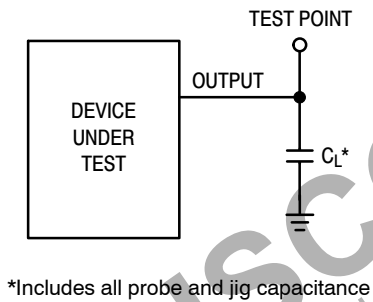 TEST POINT
OUTPUT
DEVICE
UNDER
TEST
CL*
*Includes all probe and jig capacitance